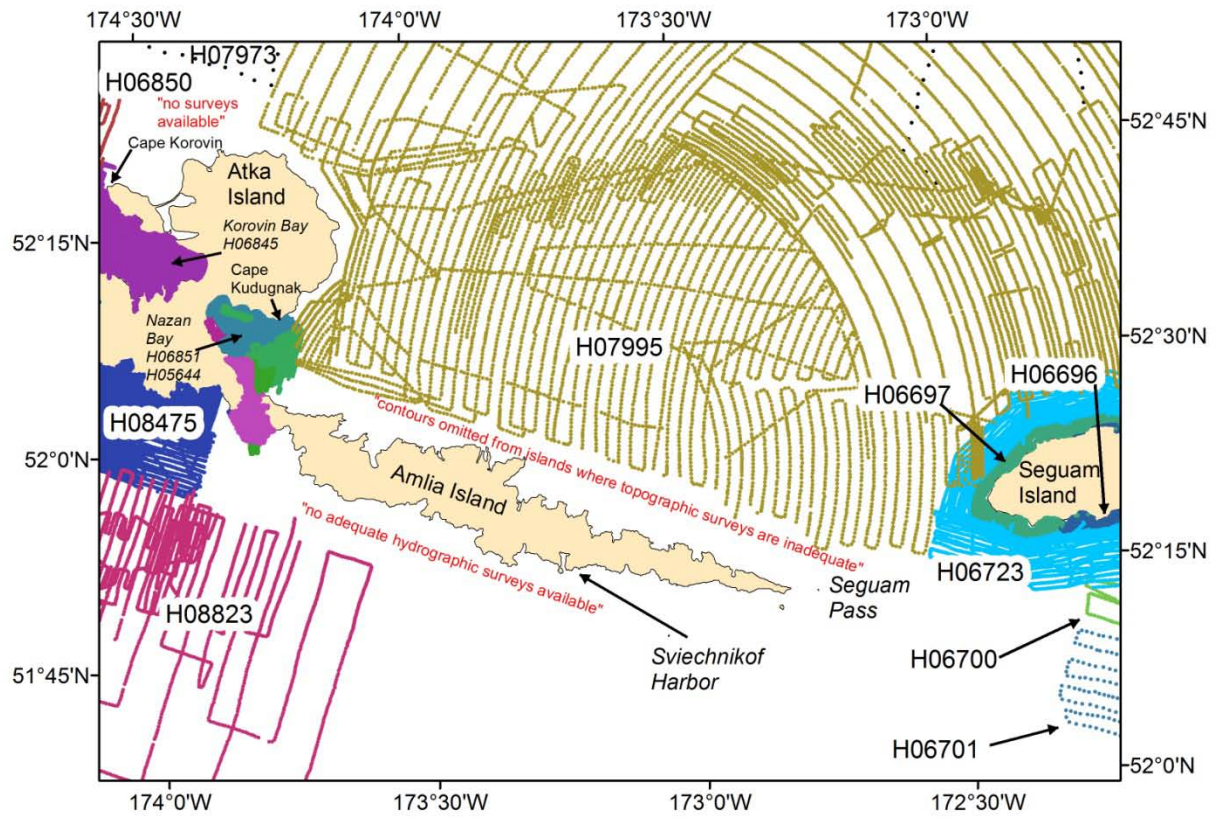 174°30'W
174°0'W
173°30'W
173°0'W
H07973
H06850
"no surveys
available"
Cape Korovin
52°45'N
Atka
Island
Korovin Bay
H06845
52°15'N
Cape
Kudugnak
Nazan
Bay
H06851
H05644
H07995
52°30'N
H06697
H06696
H08475
"contours omitted from islands where topographic surveys are inadequate"
52°0'N
Amlia Island
Seguam
Island
"no adequate hydrographic surveys available"
52°15'N
H06723
Seguam
Pass
H08823
Sviechnikof
Harbor
H06700
51°45'N
H06701
52°0'N
174°0'W
173°30'W
173°0'W
172°30'W